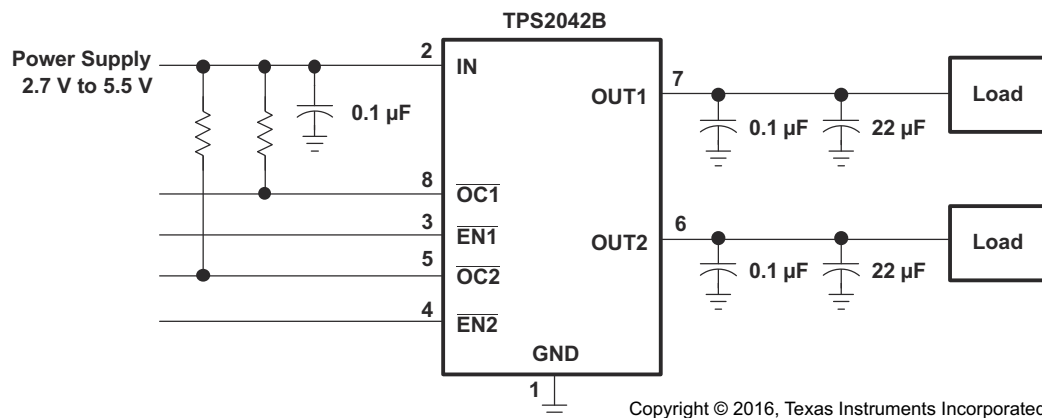 TPS2042B
Power Supply
2.7 V to 5.5 V
2
IN
0.1 µF
8
OC1
3
EN1
5
OC2
4
EN2
GND
1
OUT1
7
0.1 µF
22 µF
Load
OUT2
6
0.1 µF
22 µF
Load
Copyright © 2016, Texas Instruments Incorporated